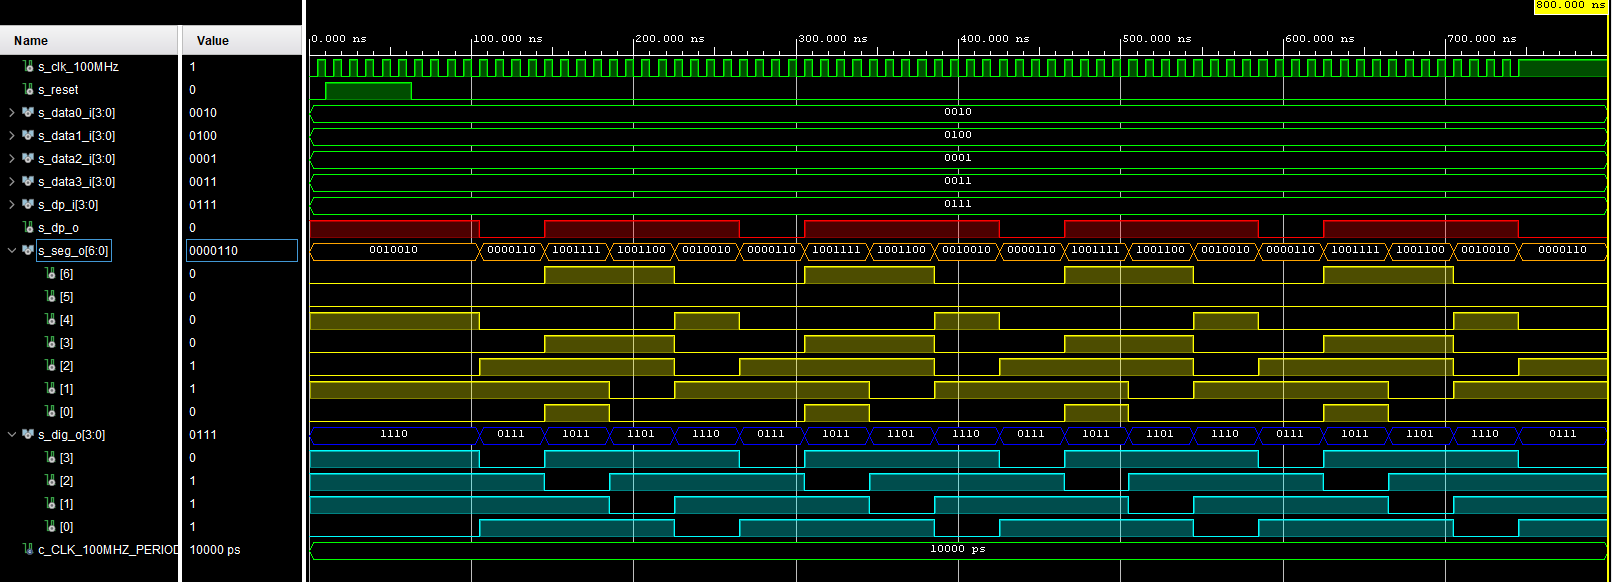 800.000 ns
Name Value 0.000 ns 100.000 ns 200.000 ns 300.000 ns 400.000 ns 500.000 ns 600.000 ns 700.000 ns
s_clk_100MHz 1
s_reset 0
s_data0_i[3:0] 0010 0010
s_data1_i[3:0] 0100 0100
s_data2_i[3:0] 0001 0001
s_data3_i[3:0] 0011 0011
s_dp_i[3:0] 0111 0111
s_dp_o 0
s_seg_o[6:0] 0000110 0010010 0000110 1001111 1001100 0010010 0000110 1001111 1001100 0010010 0000110 1001111 1001100 0010010 0000110 1001111 1001100 0010010 0000110
[6] 0
[5] 0
[4] 0
[3] 0
[2] 1
[1] 1
[0] 0
s_dig_o[3:0] 0111 1110 0111 1011 1101 1110 0111 1011 1101 1110 0111 1011 1101 1110 0111 1011 1101 1110 0111
[3] 0
[2] 1
[1] 1
[0] 1
c_CLK_100MHZ_PERIOD 10000 ps 10000 ps